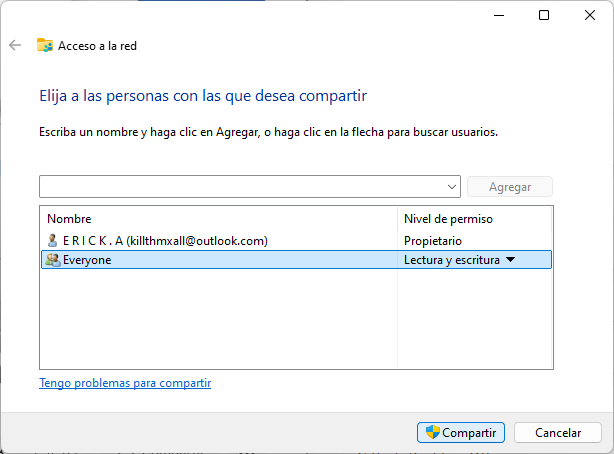 Acceso a la red
Elija a las personas con las que desea compartir
Escriba un nombre y haga clic en Agregar, o haga clic en la flecha para buscar usuarios.
Agregar
Nombre Nivel de permiso
E R I C K . A (killthmxall@outlook.com) Propietario
Everyone Lectura y escritura
Tengo problemas para compartir
Compartir Cancelar